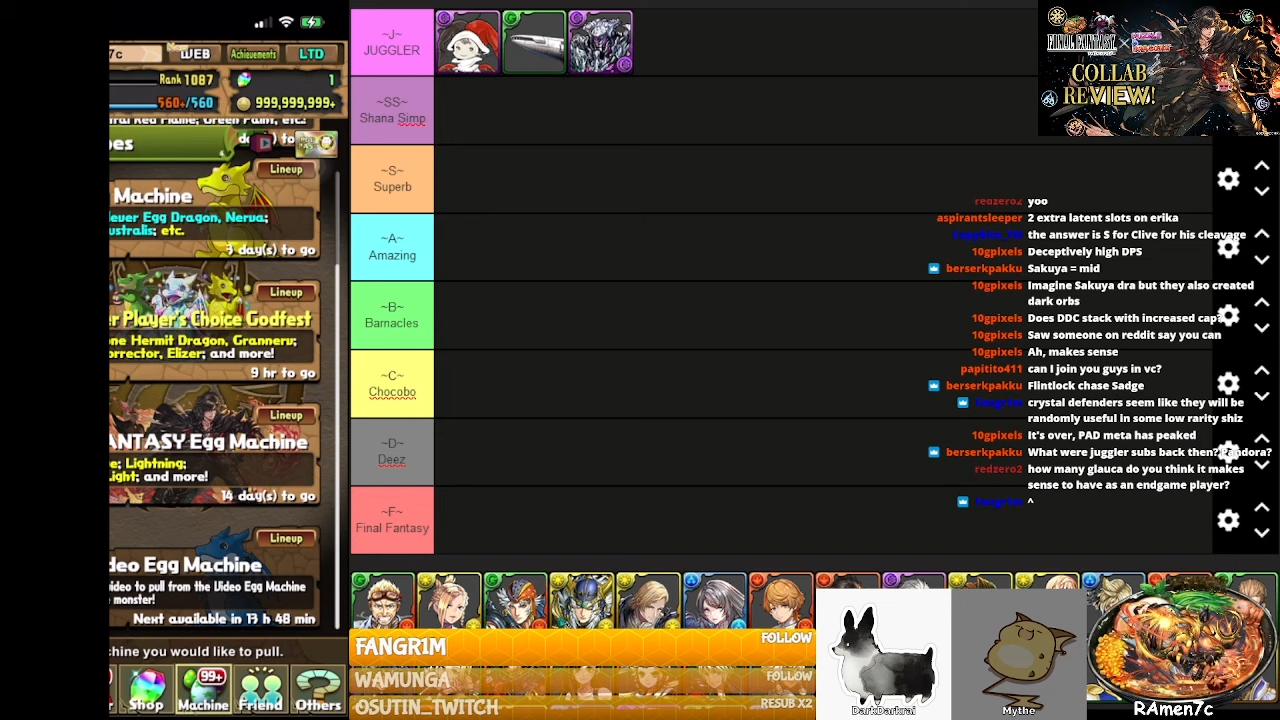 7c
WEB
Achievements
LTD
Rank 1087
1
560+/560
999,999,999+
Lineup
Machine
ever Egg Dragon, Nerva;
ustralis; etc.
3 day(s) to go
Lineup
r Player's Choice Godfest
one Hermit Dragon, Grannerv;
orrector, Elizer; and more!
9 hr to go
Lineup
ANTASY Egg Machine
e; Lightning;
light; and more!
14 day(s) to go
Lineup
deo Egg Machine
video to pull from the Video Egg Machine
monster!
Next available in 13 h 48 min
chine you would like to pull.
Shop
99+
Machine
Friend
Others
~J~
JUGGLER
~SS~
Shana Simp
~S~
Superb
~A~
Amazing
~B~
Barnacles
~C~
Chocobo
~D~
Deez
~F~
Final Fantasy
FINAL FANTASY
COLLAB
REVIEW!
redzero2 yoo
aspirantsleeper 2 extra latent slots on erika
the answer is S for Clive for his cleavage
10gpixels Deceptively high DPS
berserkpakku Sakuya = mid
10gpixels Imagine Sakuya dra but they also created
dark orbs
10gpixels Does DDC stack with increased cap?
10gpixels Saw someone on reddit say you can
10gpixels Ah, makes sense
papitito411 can I join you guys in vc?
berserkpakku Flintlock chase Sadge
Fangr1m crystal defenders seem like they will be
randomly useful in some low rarity shiz
10gpixels It's over, PAD meta has peaked
berserkpakku What were juggler subs back then? Pandora?
redzero2 how many glauca do you think it makes
sense to have as an endgame player?
Fangr1m ^
FANGR1M
FOLLOW
WAMUNGA
FOLLOW
OSUTIN_TWITCH
RESUB X2
DarkDarkrai
Mythe
RAmen7c